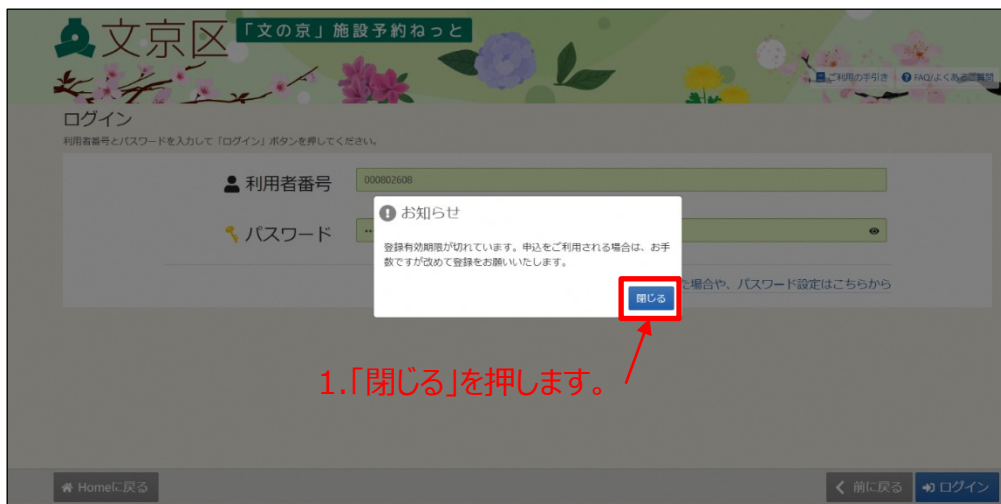 文京区
「文の京」施設予約ねっと
ご利用の手引き
FAQ/よくあるご質問
ログイン
利用者番号とパスワードを入力して「ログイン」ボタンを押してください。
利用者番号
000802608
お知らせ
パスワード
登録有効期限が切れています。申込をご利用される場合は、お手
数ですが改めて登録をお願いいたします。
た場合や、パスワード設定はこちらから
閉じる
1.「閉じる」を押します。
Homeに戻る
前に戻る
ログイン